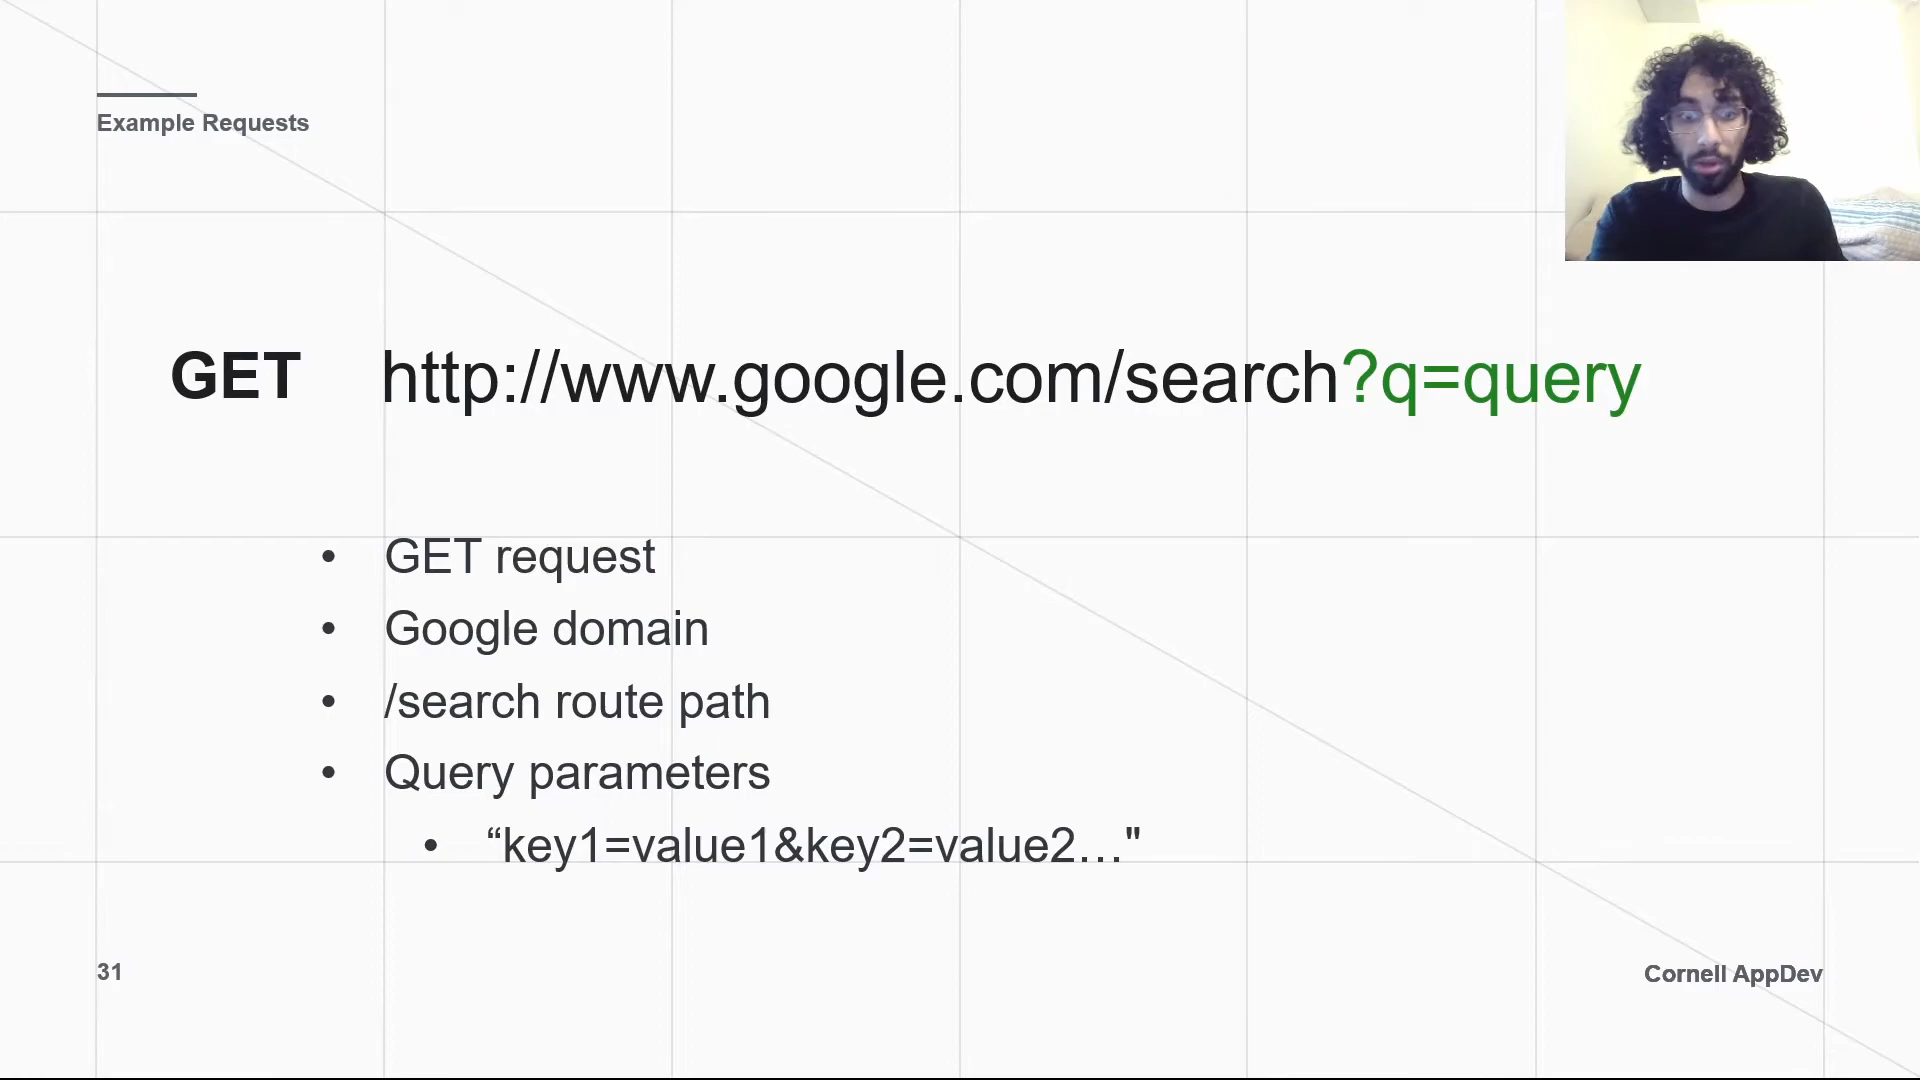 Example Requests
GET http://www.google.com/search?q=query
• GET request
• Google domain
• /search route path
• Query parameters
• “key1=value1&key2=value2…"
31
Cornell AppDev